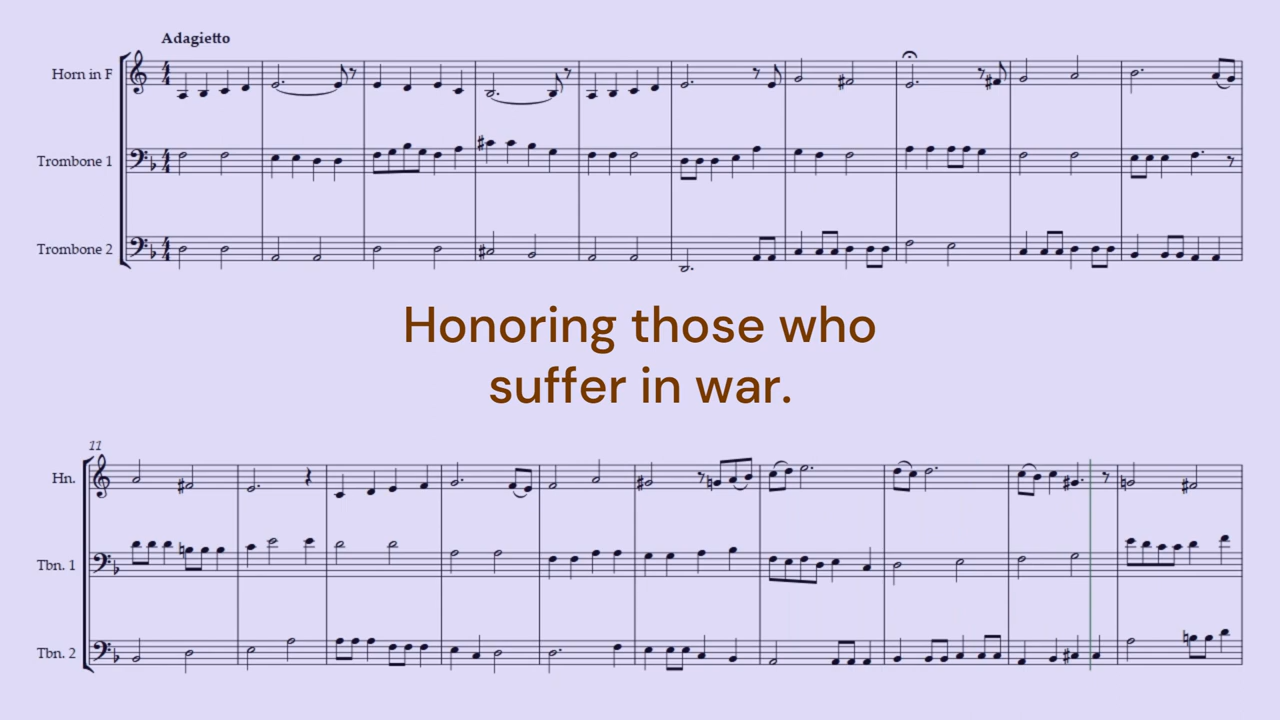 Adagietto
Horn in F
Trombone 1
Trombone 2
Honoring those who
suffer in war.
11
Hn.
Tbn. 1
Tbn. 2